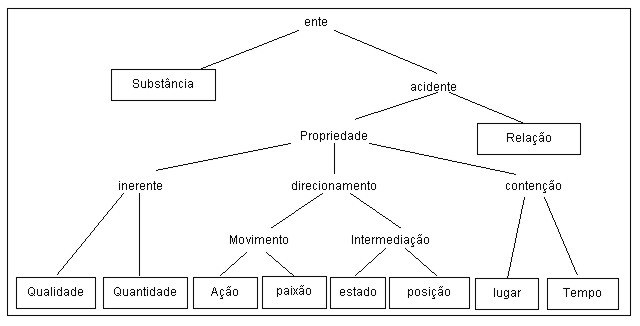 ente
Substância
acidente
Propriedade
Relação
inerente
direcionamento
contenção
Movimento
Intermediação
Qualidade
Quantidade
Ação
paixão
estado
posição
lugar
Tempo